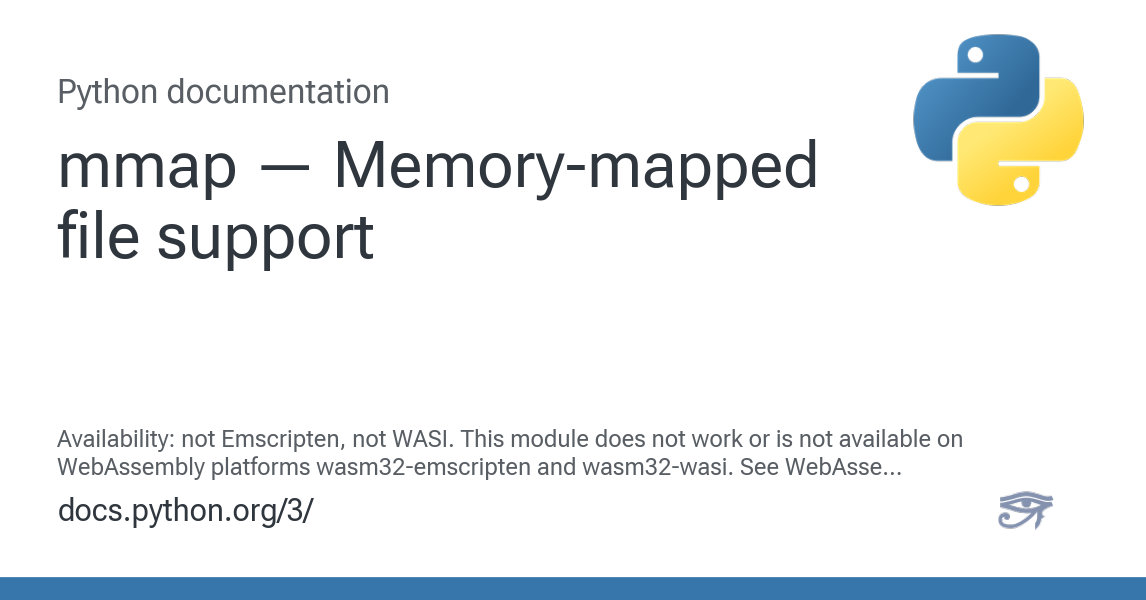 Python documentation
mmap — Memory-mapped
file support
Availability: not Emscripten, not WASI. This module does not work or is not available on
WebAssembly platforms wasm32-emscripten and wasm32-wasi. See WebAsse...
docs.python.org/3/